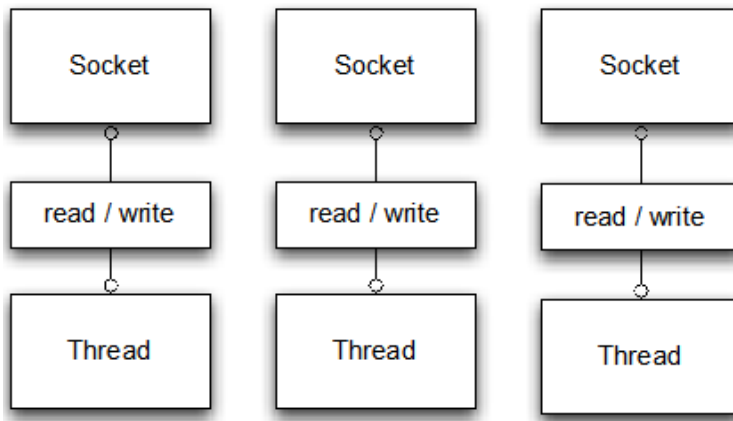 Socket
Socket
Socket
read / write
read / write
read / write
Thread
Thread
Thread